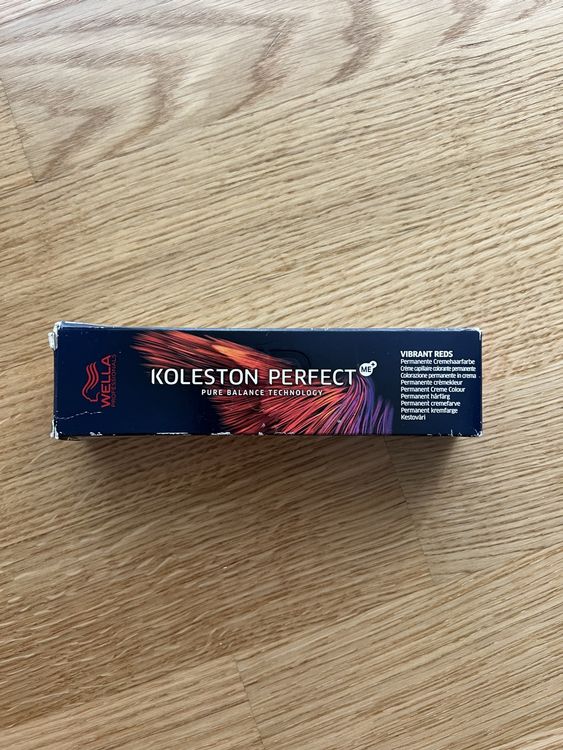 WELLA
PROFESSIONALS
KOLESTON PERFECT ME+
PURE BALANCE TECHNOLOGY
VIBRANT REDS
Permanente Cremehaarfarbe
Crème capillaire colorante permanente
Colorazione permanente in crema
Permanente crèmekleur
Permanent Creme Colour
Permanent hårfärg
Permanent cremefarve
Permanent kremfarge
Kestoväri